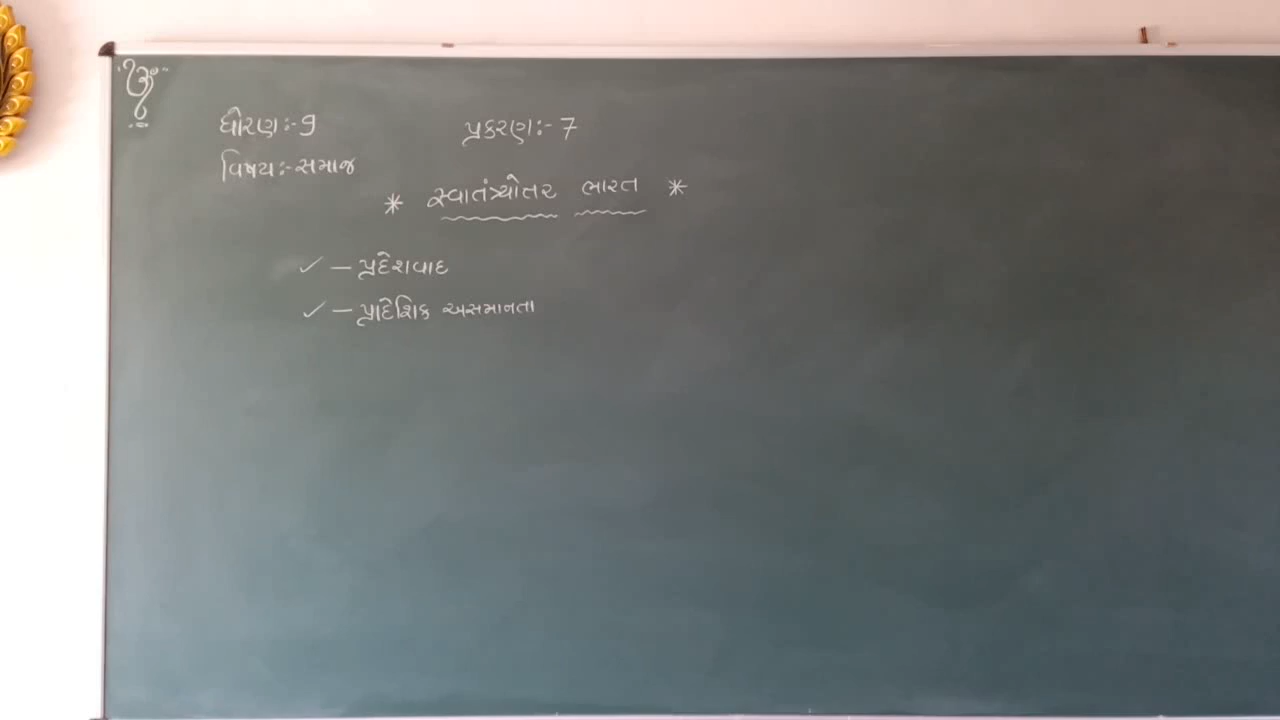 ધોરણ:-9
પ્રકરણ:- 7
વિષય:-સમાજ
* સ્વાતંત્ર્યોતર ભારત *
✓ – પ્રદેશવાદ
✓ – પ્રાદેશિક અસમાનતા